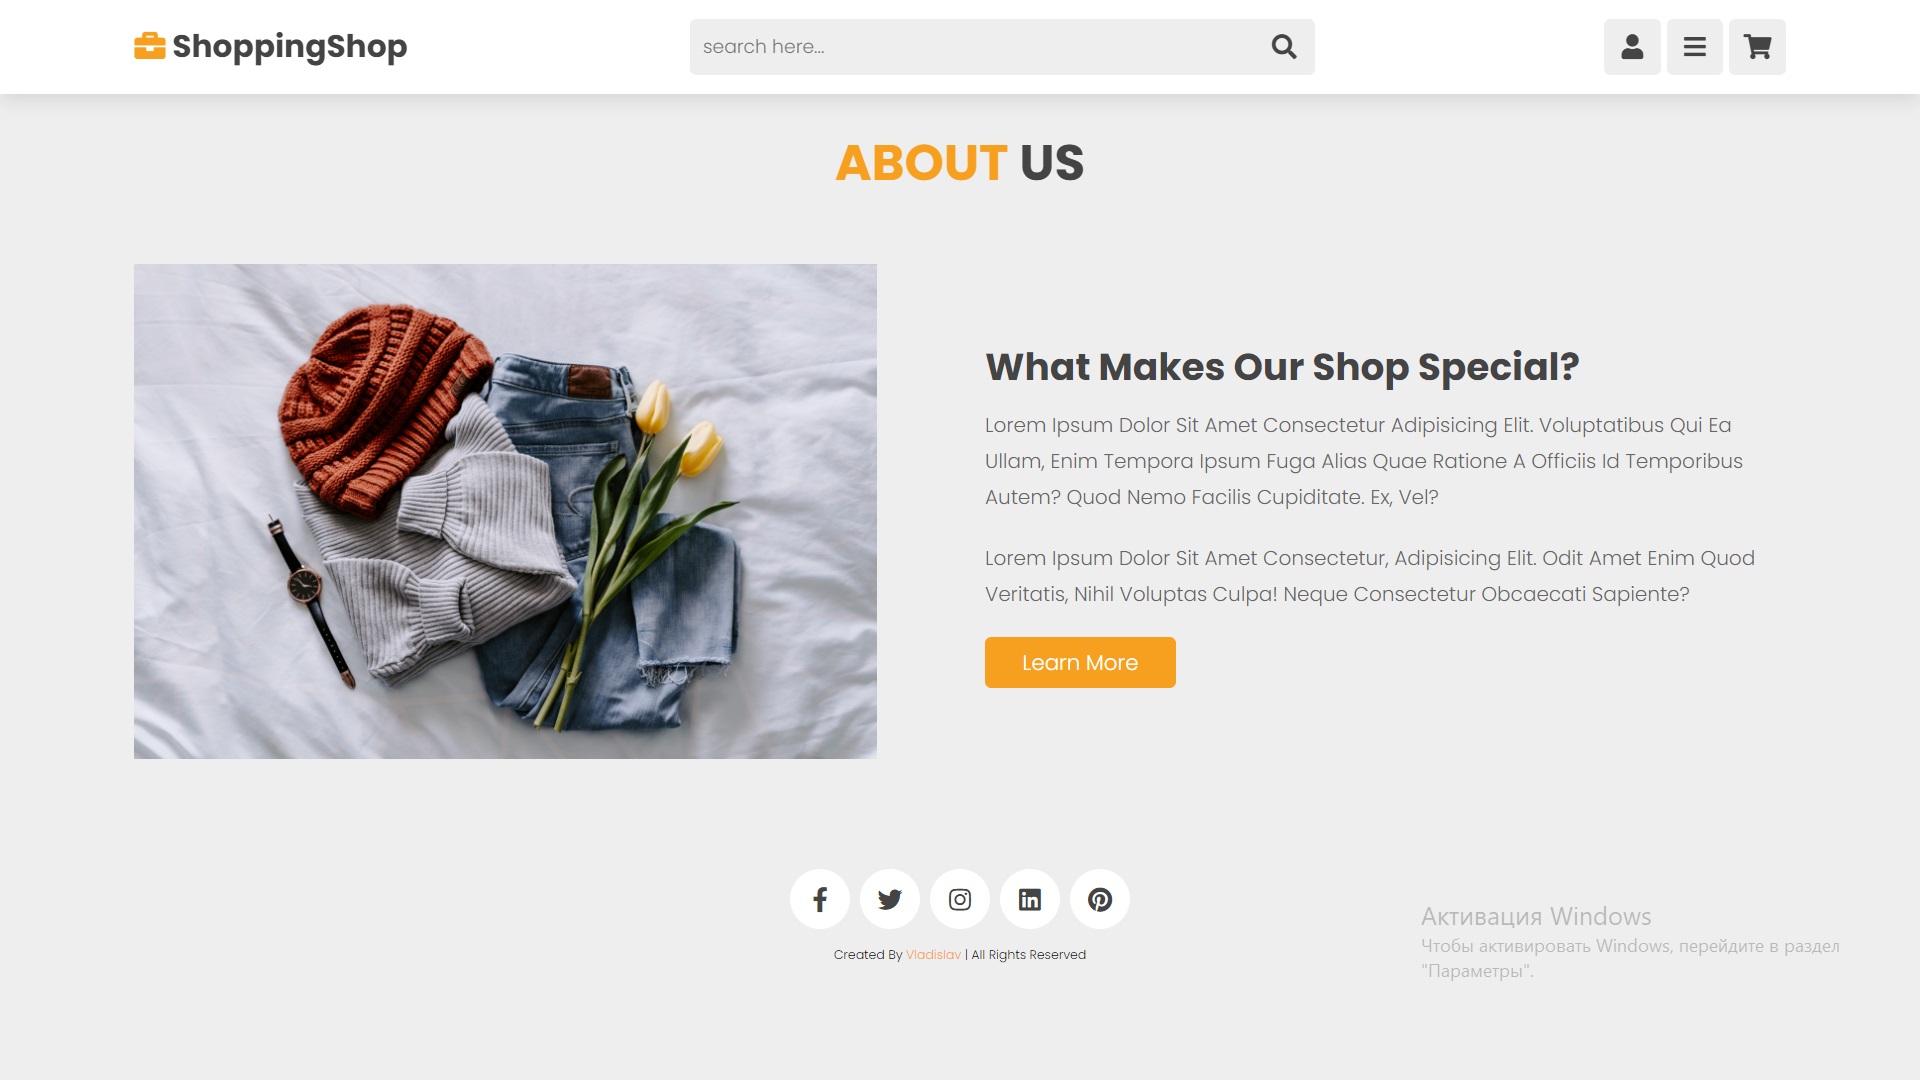 ShoppingShop
search here...
ABOUT US
What Makes Our Shop Special?
Lorem Ipsum Dolor Sit Amet Consectetur Adipisicing Elit. Voluptatibus Qui Ea
Ullam, Enim Tempora Ipsum Fuga Alias Quae Ratione A Officiis Id Temporibus
Autem? Quod Nemo Facilis Cupiditate. Ex, Vel?
Lorem Ipsum Dolor Sit Amet Consectetur, Adipisicing Elit. Odit Amet Enim Quod
Veritatis, Nihil Voluptas Culpa! Neque Consectetur Obcaecati Sapiente?
Learn More
Created By Vladislav | All Rights Reserved
Активация Windows
Чтобы активировать Windows, перейдите в раздел
"Параметры".